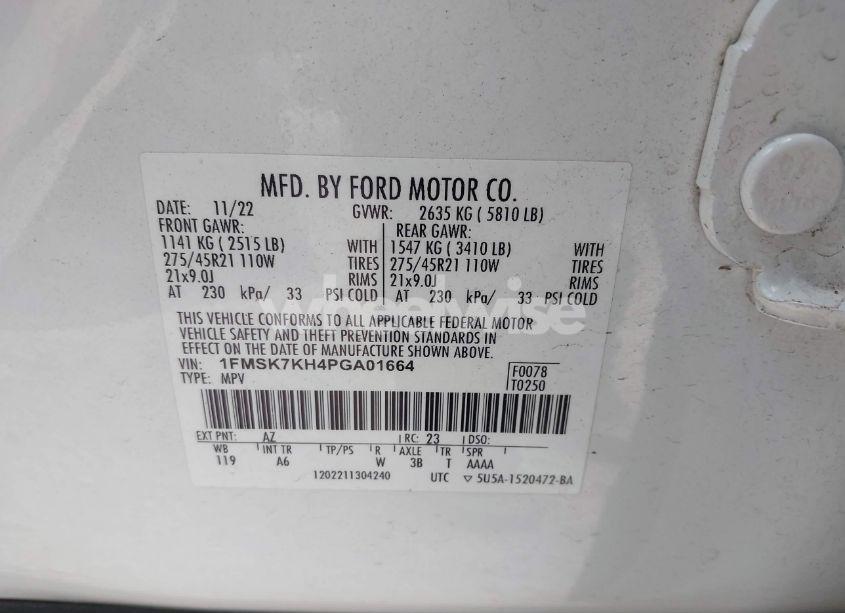 MFD. BY FORD MOTOR CO.
DATE: 11/22 GVWR: 2635 KG ( 5810 LB)
FRONT GAWR: REAR GAWR:
1141 KG ( 2515 LB) WITH 1547 KG ( 3410 LB) WITH
275/45R21 110W TIRES 275/45R21 110W TIRES
21x9.0J RIMS 21x9.0J RIMS
AT 230 kPa/ 33 PSI COLD AT 230 kPa/ 33 PSI COLD
wheelwise
THIS VEHICLE CONFORMS TO ALL APPLICABLE FEDERAL MOTOR
VEHICLE SAFETY AND THEFT PREVENTION STANDARDS IN
EFFECT ON THE DATE OF MANUFACTURE SHOWN ABOVE.
VIN: 1FMSK7KH4PGA01664 F0078
TYPE: MPV T0250
EXT PNT: AZ RC: 23 DSO:
WB INT TR TP/PS R AXLE TR SPR
119 A6 W 3B T AAAA
1202211304240 UTC ▽ 5U5A-1520472-BA